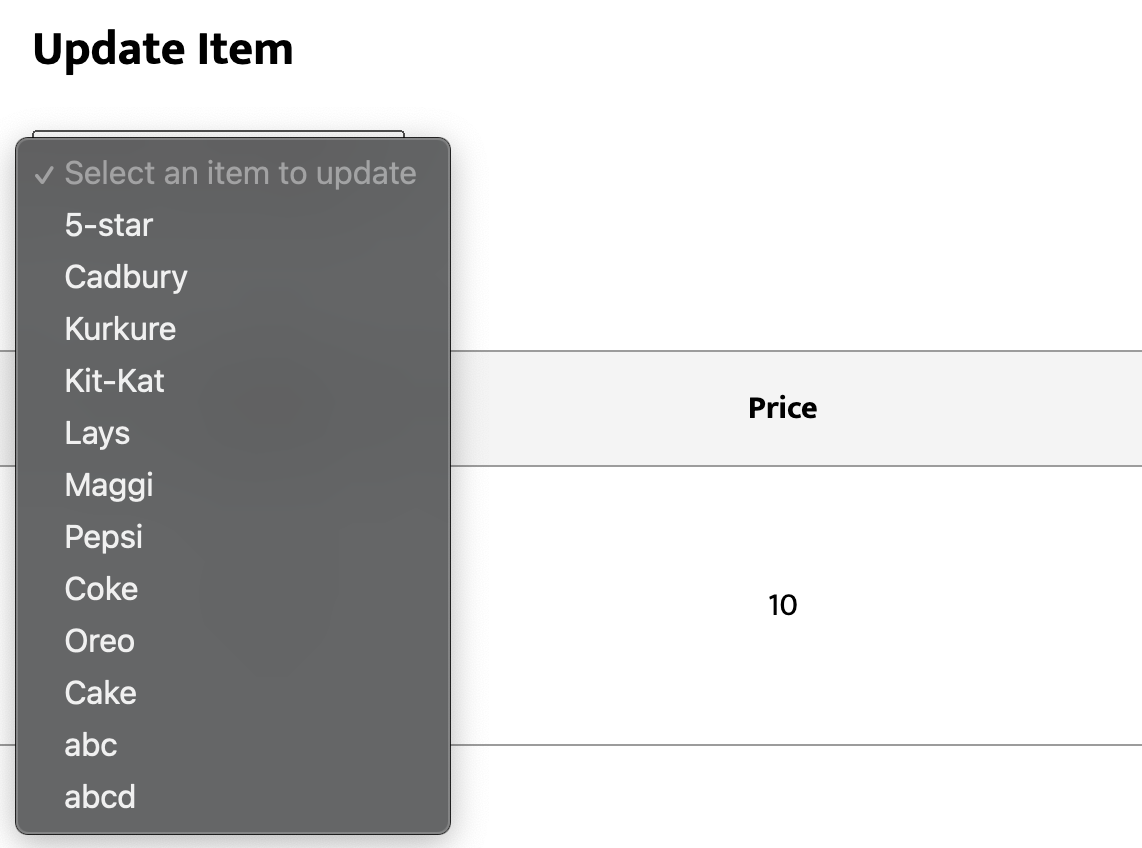 Update Item
✓ Select an item to update
5-star
Cadbury
Kurkure
Kit-Kat
Lays
Maggi
Pepsi
Coke
Oreo
Cake
abc
abcd
Price
10